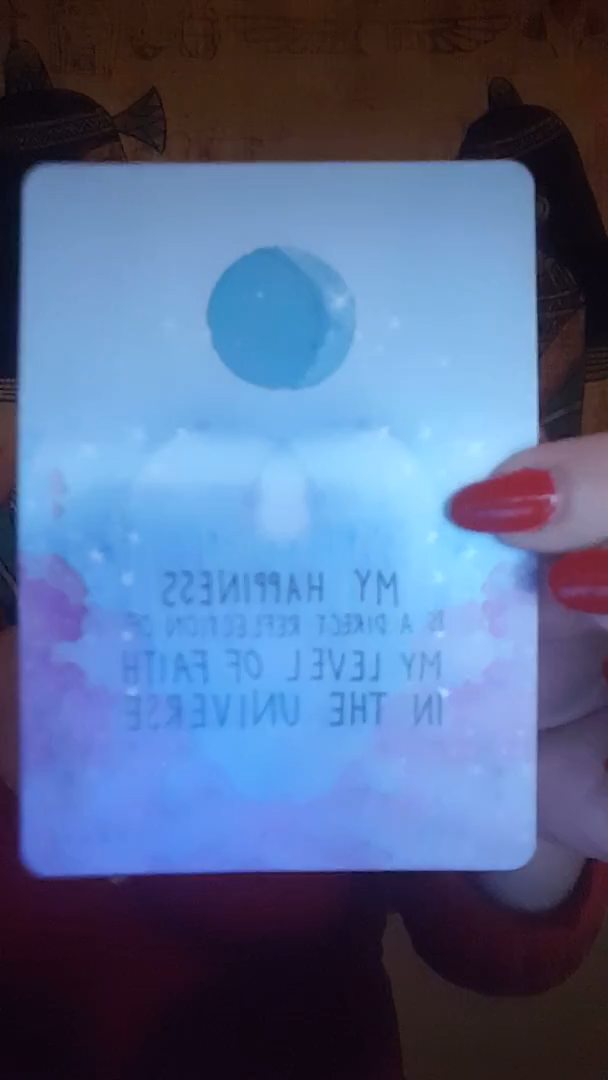 MY HAPPINESS
IS A DIRECT REFLECTION OF
MY LEVEL OF FAITH
IN THE UNIVERSE